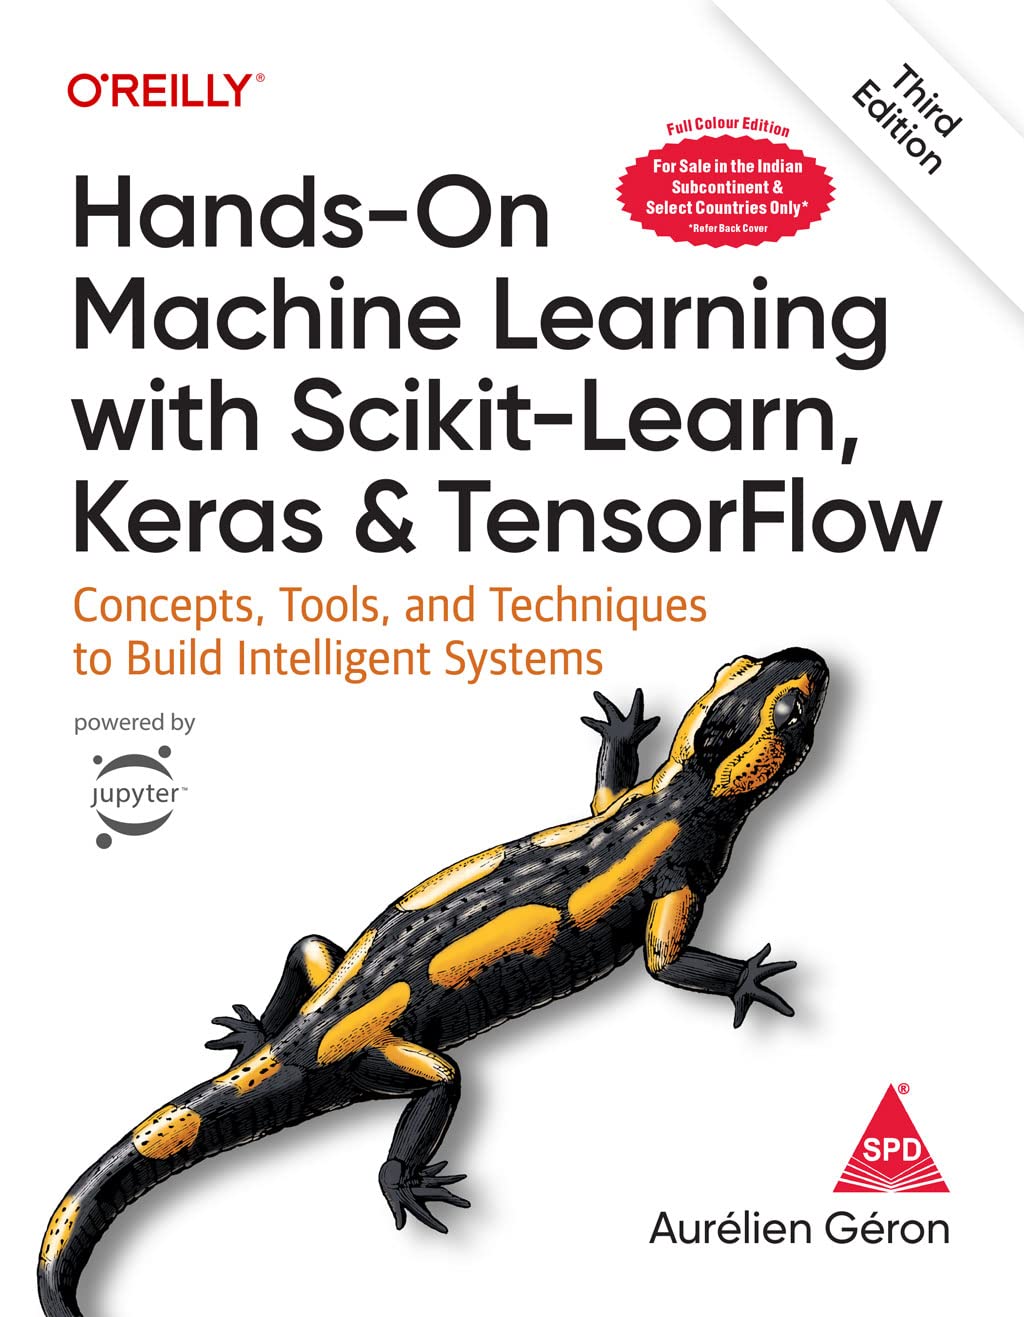 O'REILLY®
Third
Edition
Full Colour Edition
For Sale in the Indian
Subcontinent &
Select Countries Only*
*Refer Back Cover
Hands-On
Machine Learning
with Scikit-Learn,
Keras & TensorFlow
Concepts, Tools, and Techniques
to Build Intelligent Systems
powered by
jupyter™
®
SPD
Aurélien Géron